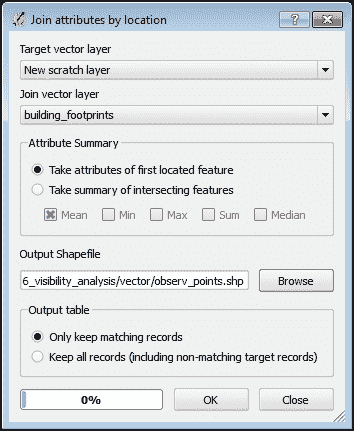 Join attributes by location
Target vector layer
New scratch layer
Join vector layer
building_footprints
Attribute Summary
Take attributes of first located feature
Take summary of intersecting features
Mean Min Max Sum Median
Output Shapefile
6_visibility_analysis/vector/observ_points.shp Browse
Output table
Only keep matching records
Keep all records (including non-matching target records)
0% OK Close